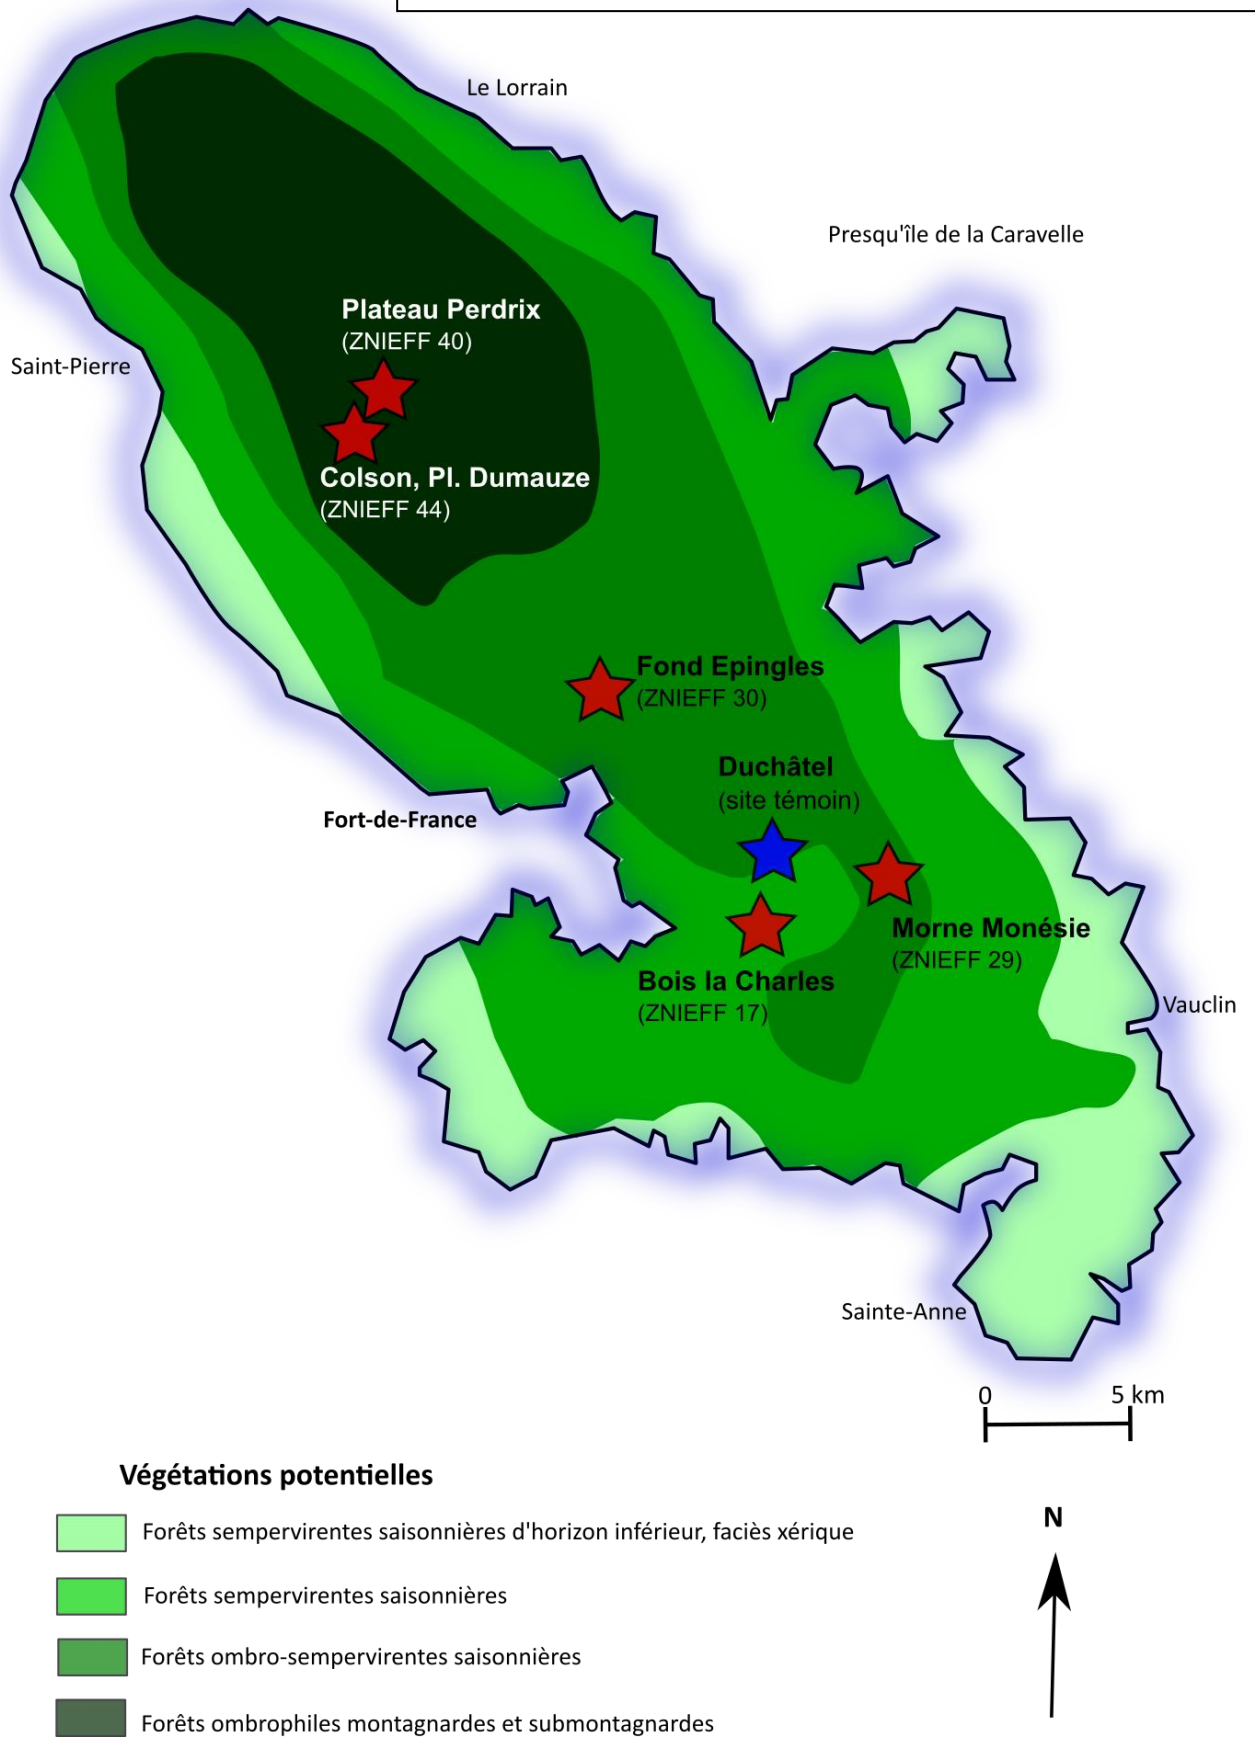 Le Lorrain
Presqu'île de la Caravelle
Plateau Perdrix
(ZNIEFF 40)
Saint-Pierre
Colson, Pl. Dumauze
(ZNIEFF 44)
Fond Epingles
(ZNIEFF 30)
Duchâtel
(site témoin)
Fort-de-France
Morne Monésie
(ZNIEFF 29)
Bois la Charles
(ZNIEFF 17)
Vauclin
Sainte-Anne
0 5 km
Végétations potentielles
Forêts sempervirentes saisonnières d'horizon inférieur, faciès xérique
Forêts sempervirentes saisonnières
Forêts ombro-sempervirentes saisonnières
Forêts ombrophiles montagnardes et submontagnardes
N